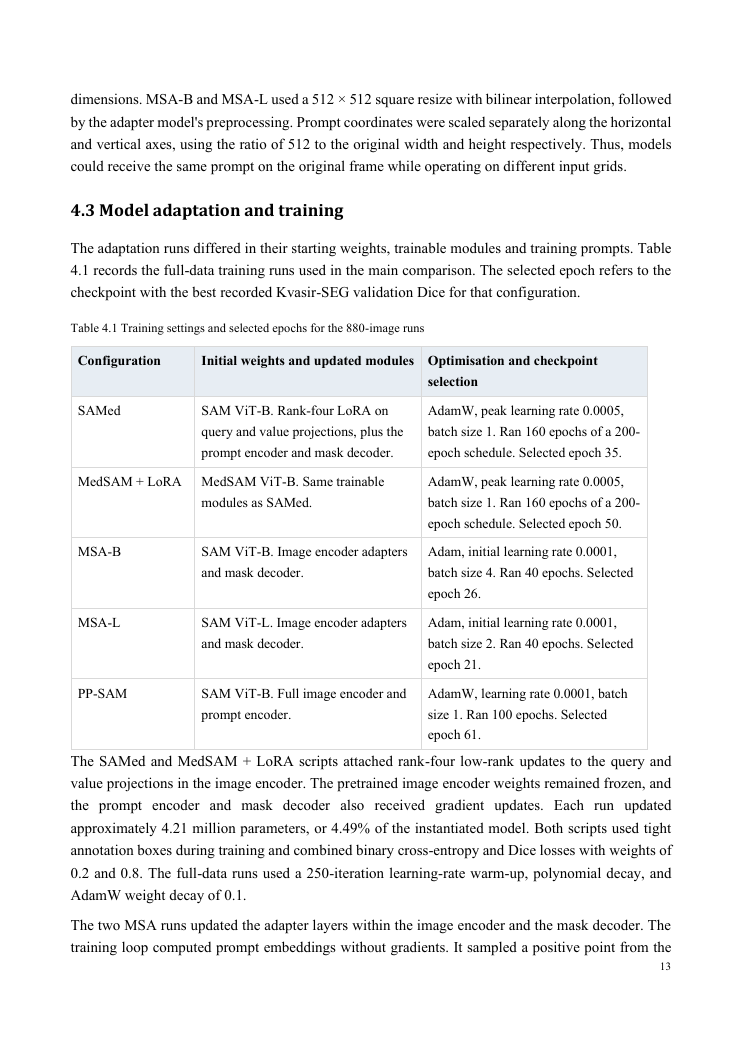 dimensions. MSA-B and MSA-L used a 512 × 512 square resize with bilinear interpolation, followed
by the adapter model's preprocessing. Prompt coordinates were scaled separately along the horizontal
and vertical axes, using the ratio of 512 to the original width and height respectively. Thus, models
could receive the same prompt on the original frame while operating on different input grids.
4.3 Model adaptation and training
The adaptation runs differed in their starting weights, trainable modules and training prompts. Table
4.1 records the full-data training runs used in the main comparison. The selected epoch refers to the
checkpoint with the best recorded Kvasir-SEG validation Dice for that configuration.
Table 4.1 Training settings and selected epochs for the 880-image runs
Configuration
Initial weights and updated modules
Optimisation and checkpoint
selection
SAMed
SAM ViT-B. Rank-four LoRA on
query and value projections, plus the
prompt encoder and mask decoder.
AdamW, peak learning rate 0.0005,
batch size 1. Ran 160 epochs of a 200-
epoch schedule. Selected epoch 35.
MedSAM + LoRA
MedSAM ViT-B. Same trainable
modules as SAMed.
AdamW, peak learning rate 0.0005,
batch size 1. Ran 160 epochs of a 200-
epoch schedule. Selected epoch 50.
MSA-B
SAM ViT-B. Image encoder adapters
and mask decoder.
Adam, initial learning rate 0.0001,
batch size 4. Ran 40 epochs. Selected
epoch 26.
MSA-L
SAM ViT-L. Image encoder adapters
and mask decoder.
Adam, initial learning rate 0.0001,
batch size 2. Ran 40 epochs. Selected
epoch 21.
PP-SAM
SAM ViT-B. Full image encoder and
prompt encoder.
AdamW, learning rate 0.0001, batch
size 1. Ran 100 epochs. Selected
epoch 61.
The SAMed and MedSAM + LoRA scripts attached rank-four low-rank updates to the query and
value projections in the image encoder. The pretrained image encoder weights remained frozen, and
the prompt encoder and mask decoder also received gradient updates. Each run updated
approximately 4.21 million parameters, or 4.49% of the instantiated model. Both scripts used tight
annotation boxes during training and combined binary cross-entropy and Dice losses with weights of
0.2 and 0.8. The full-data runs used a 250-iteration learning-rate warm-up, polynomial decay, and
AdamW weight decay of 0.1.
The two MSA runs updated the adapter layers within the image encoder and the mask decoder. The
training loop computed prompt embeddings without gradients. It sampled a positive point from the
13